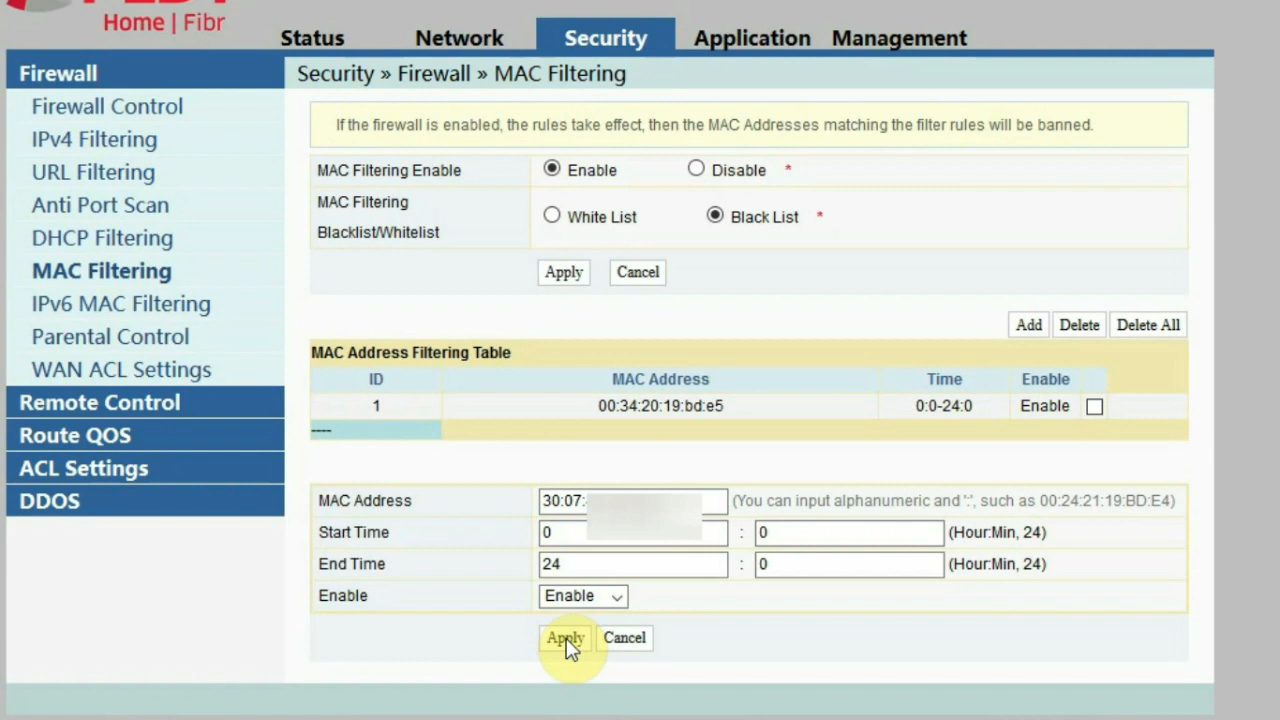 Home | Fibr
Status Network Security Application Management
Firewall
Security » Firewall » MAC Filtering
Firewall Control
IPv4 Filtering
URL Filtering
Anti Port Scan
DHCP Filtering
MAC Filtering
IPv6 MAC Filtering
Parental Control
WAN ACL Settings
Remote Control
Route QOS
ACL Settings
DDOS
If the firewall is enabled, the rules take effect, then the MAC Addresses matching the filter rules will be banned.
MAC Filtering Enable Enable Disable *
MAC Filtering
Blacklist/Whitelist White List Black List *
Apply Cancel
Add Delete Delete All
MAC Address Filtering Table
ID MAC Address Time Enable
1 00:34:20:19:bd:e5 0:0-24:0 Enable
----
MAC Address 30:07: (You can input alphanumeric and ':', such as 00:24:21:19:BD:E4)
Start Time 0 : 0 (Hour:Min, 24)
End Time 24 : 0 (Hour:Min, 24)
Enable Enable
Apply Cancel